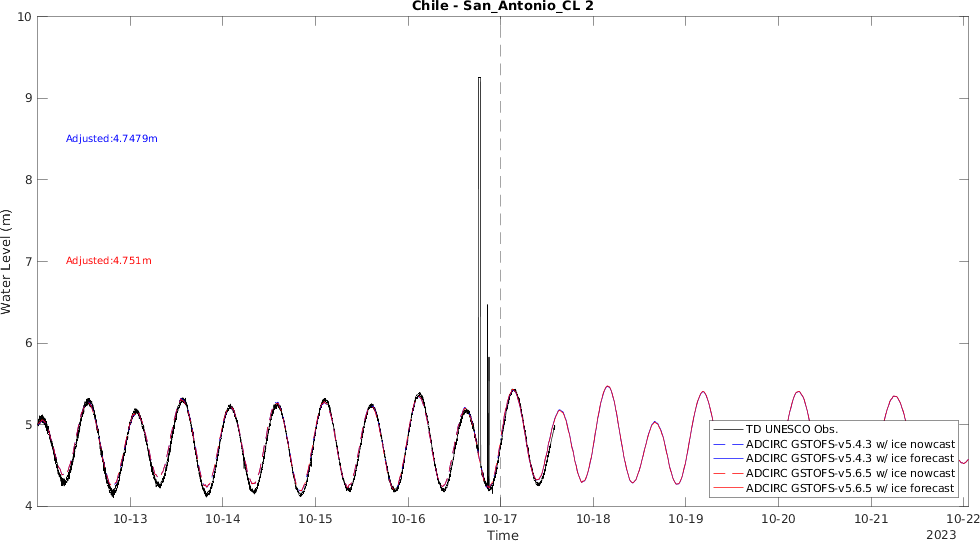 Chile - San_Antonio_CL 2
10
9
8
7
6
5
4
Water Level (m)
Adjusted:4.7479m
Adjusted:4.751m
TD UNESCO Obs.
ADCIRC GSTOFS-v5.4.3 w/ ice nowcast
ADCIRC GSTOFS-v5.4.3 w/ ice forecast
ADCIRC GSTOFS-v5.6.5 w/ ice nowcast
ADCIRC GSTOFS-v5.6.5 w/ ice forecast
10-13 10-14 10-15 10-16 10-17 10-18 10-19 10-20 10-21 10-22
Time
2023